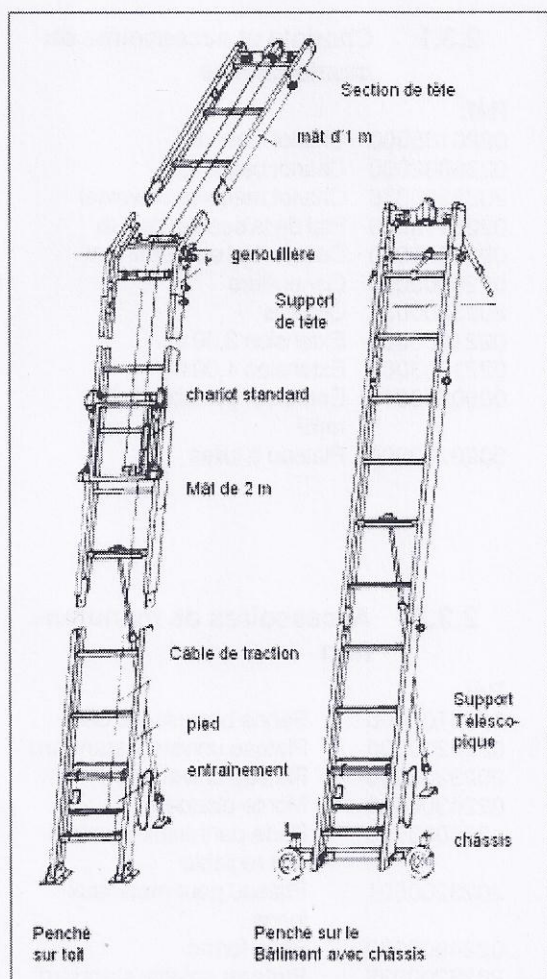 Section de tête
mât d'1 m
genouillère
Support
de tête
chariot standard
Mât de 2 m
Câble de traction
pied
entraînement
Support
Téléscо-
pique
châssis
Penché
sur toit
Penché sur le
Bâtiment avec châssis